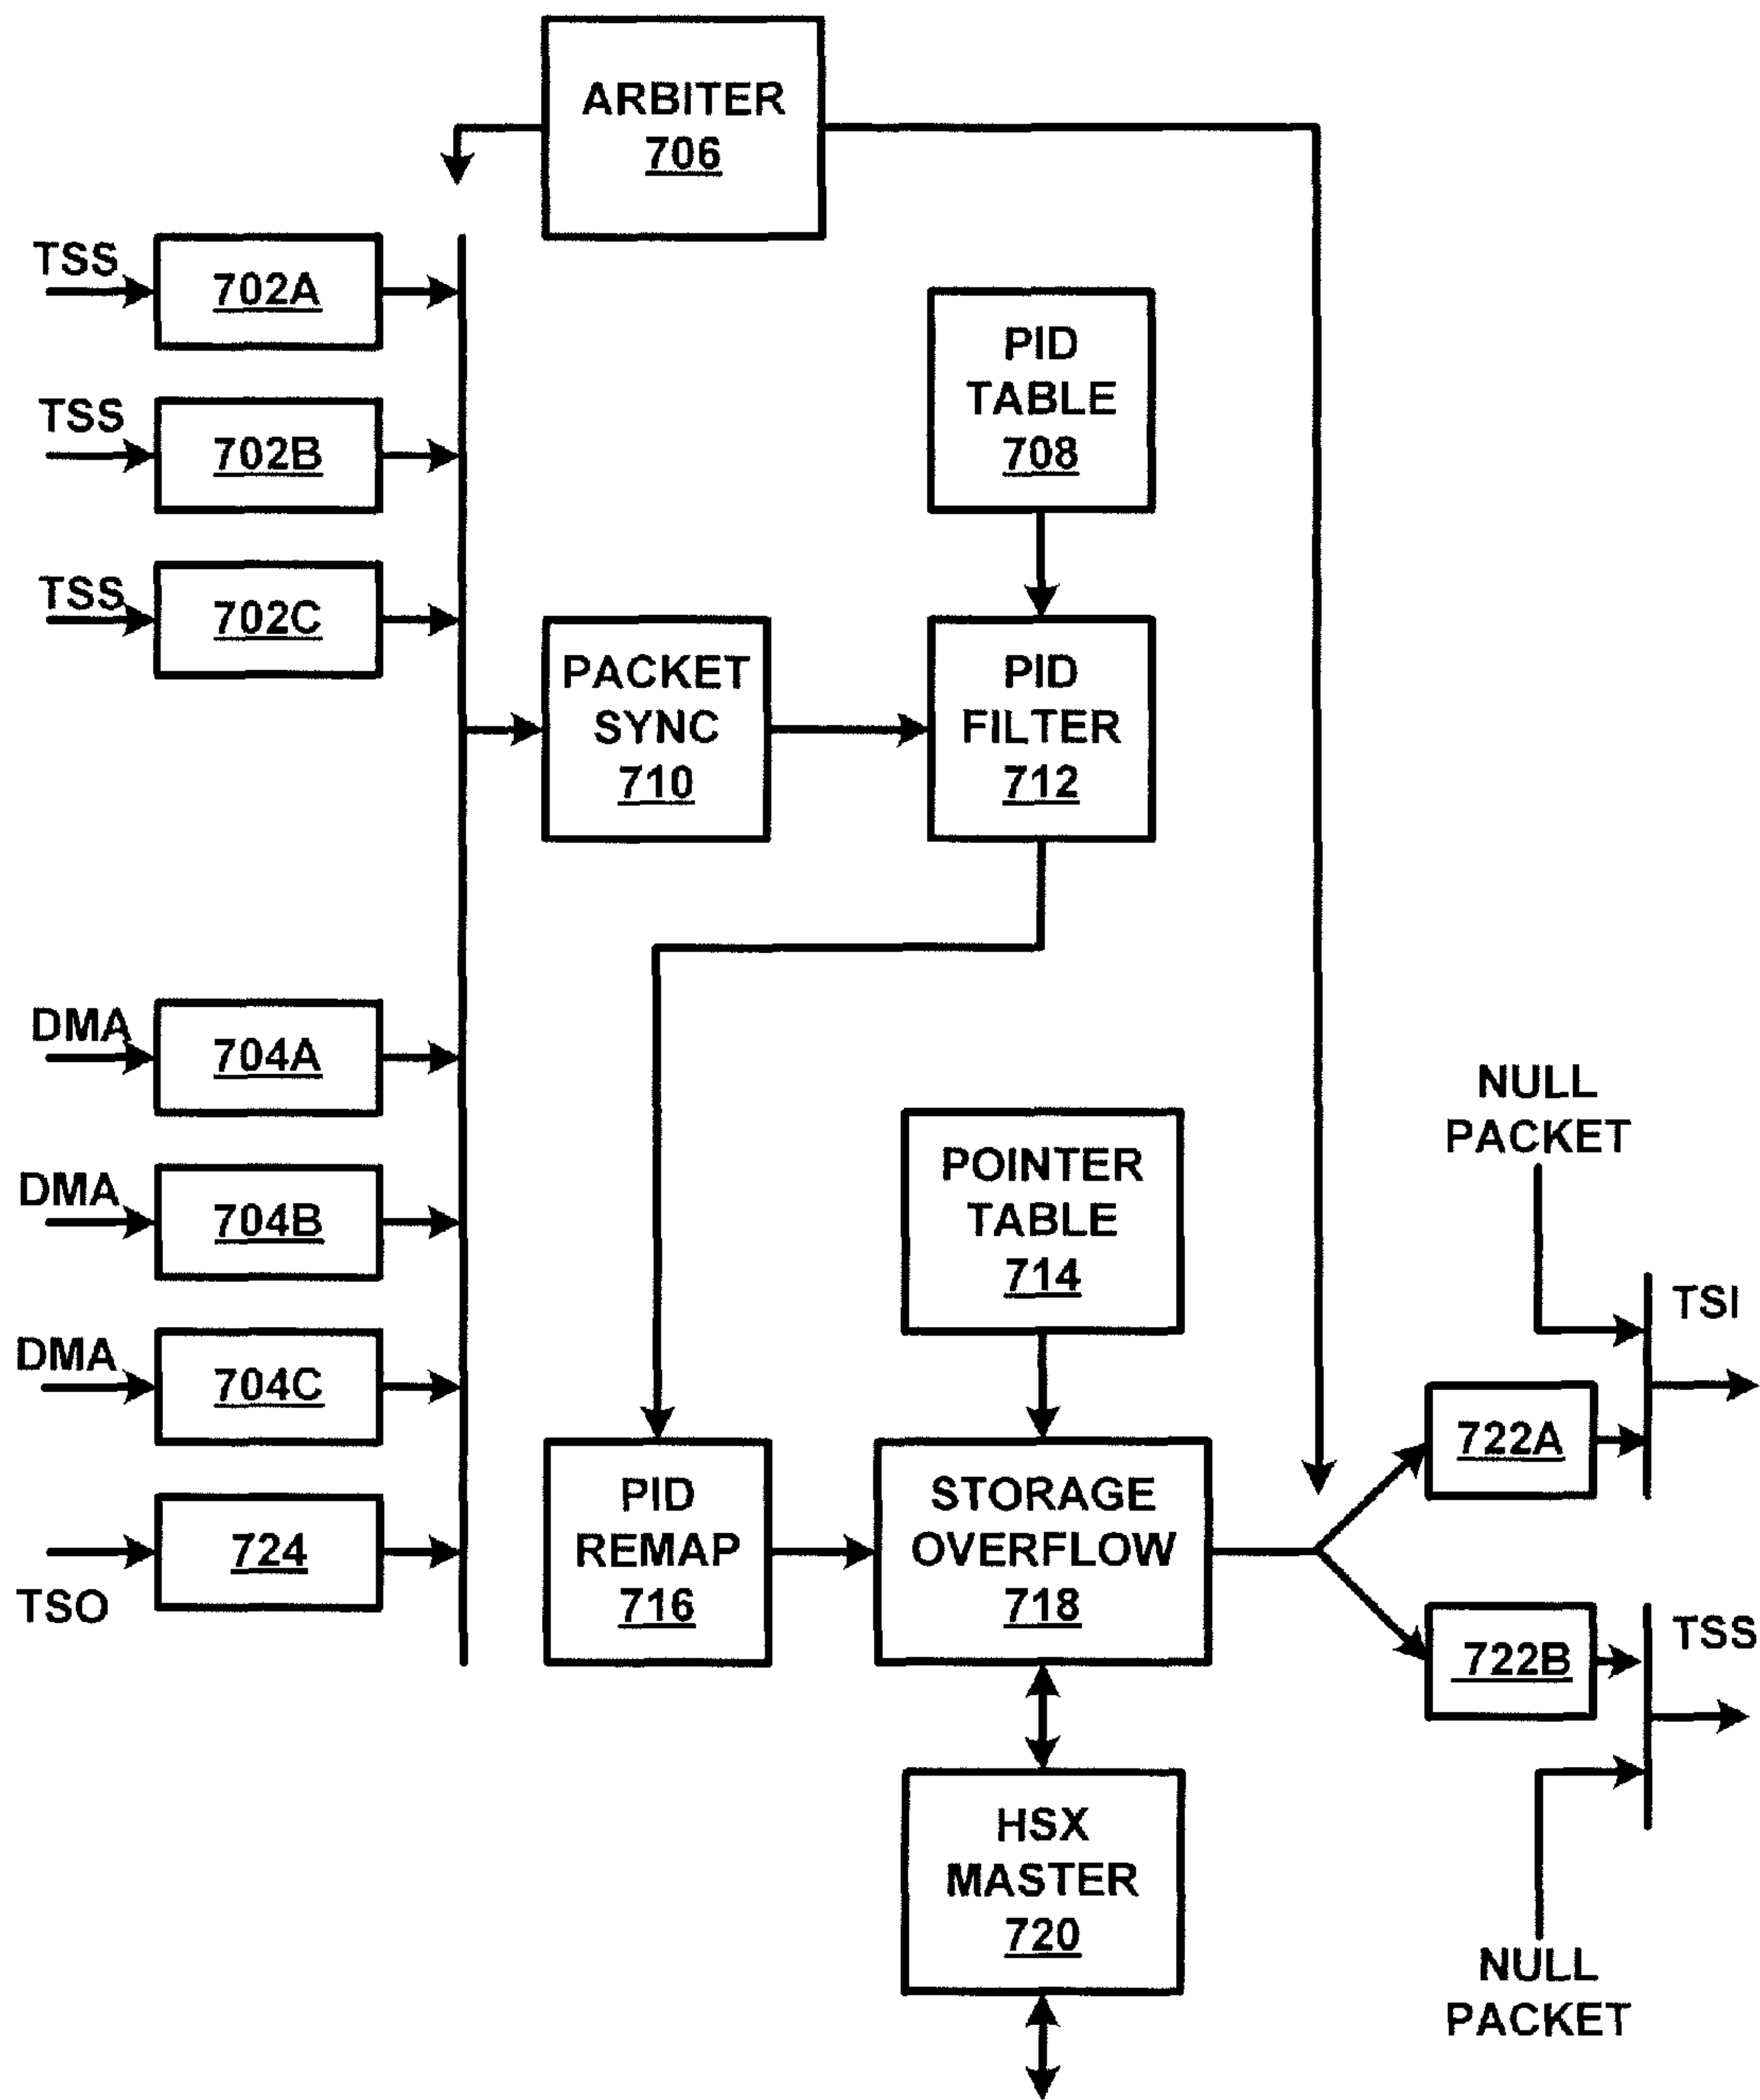 ARBITER
706
TSS
702A
PID
TABLE
708
TSS
702B
TSS
702C
PACKET
SYNC
710
PID
FILTER
712
DMA
704A
NULL
PACKET
POINTER
TABLE
714
DMA
704B
TSI
DMA
704C
722A
PID
REMAP
716
STORAGE
OVERFLOW
718
724
TSO
722B
TSS
HSX
MASTER
720
NULL
PACKET